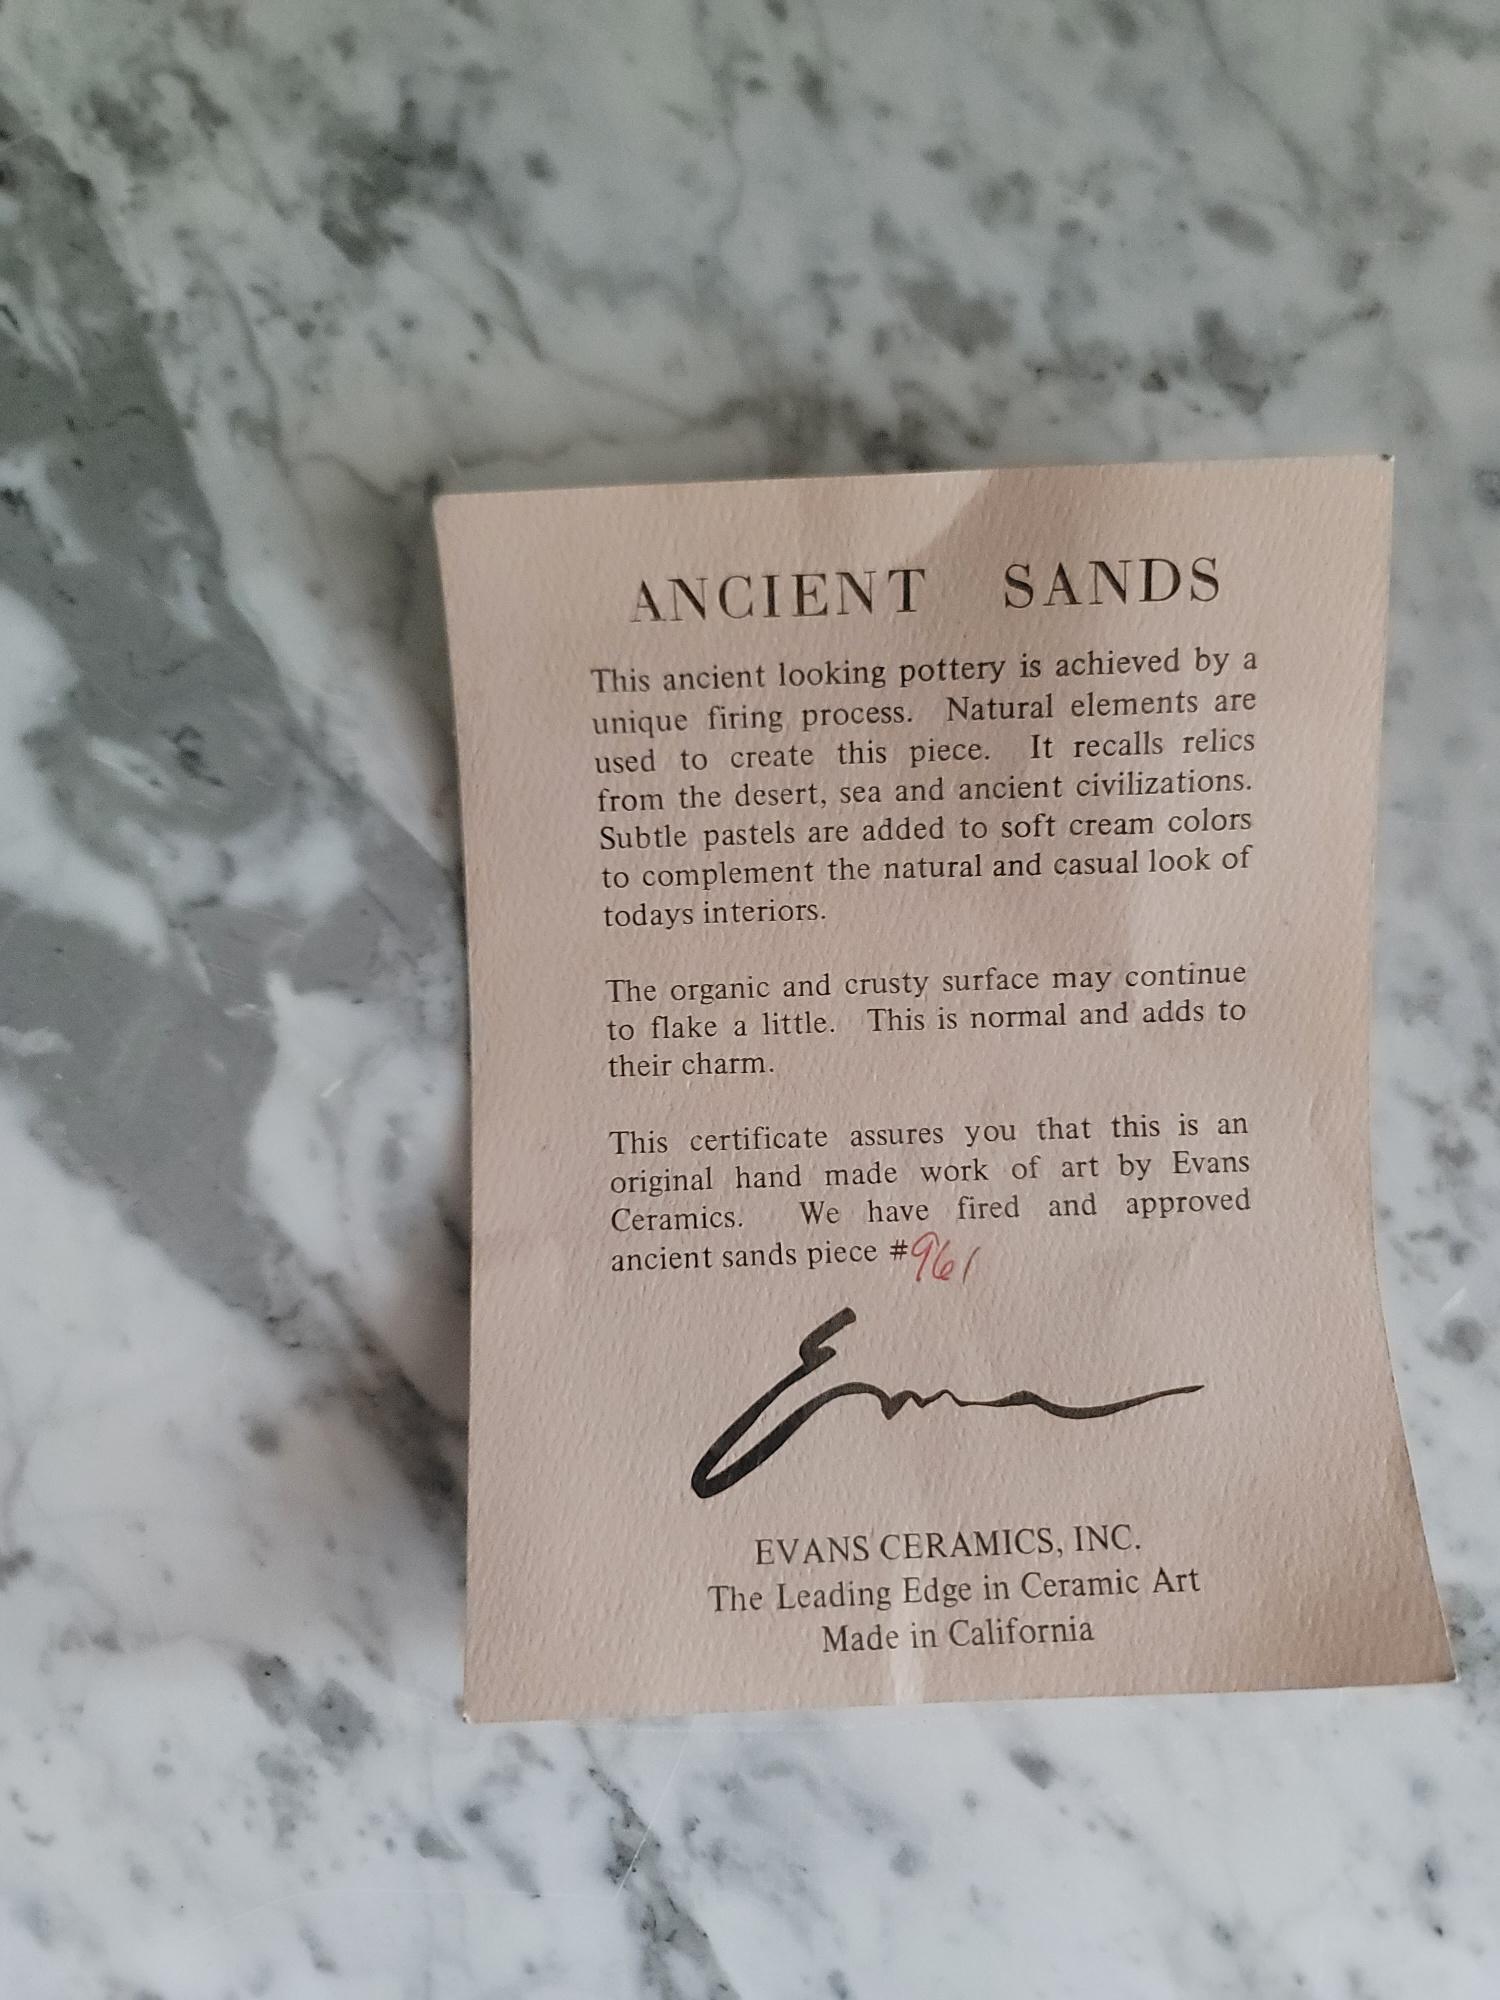 ANCIENT SANDS
This ancient looking pottery is achieved by a
unique firing process. Natural elements are
used to create this piece. It recalls relics
from the desert, sea and ancient civilizations.
Subtle pastels are added to soft cream colors
to complement the natural and casual look of
todays interiors.
The organic and crusty surface may continue
to flake a little. This is normal and adds to
their charm.
This certificate assures you that this is an
original hand made work of art by Evans
Ceramics. We have fired and approved
ancient sands piece #961
EVANS CERAMICS, INC.
The Leading Edge in Ceramic Art
Made in California